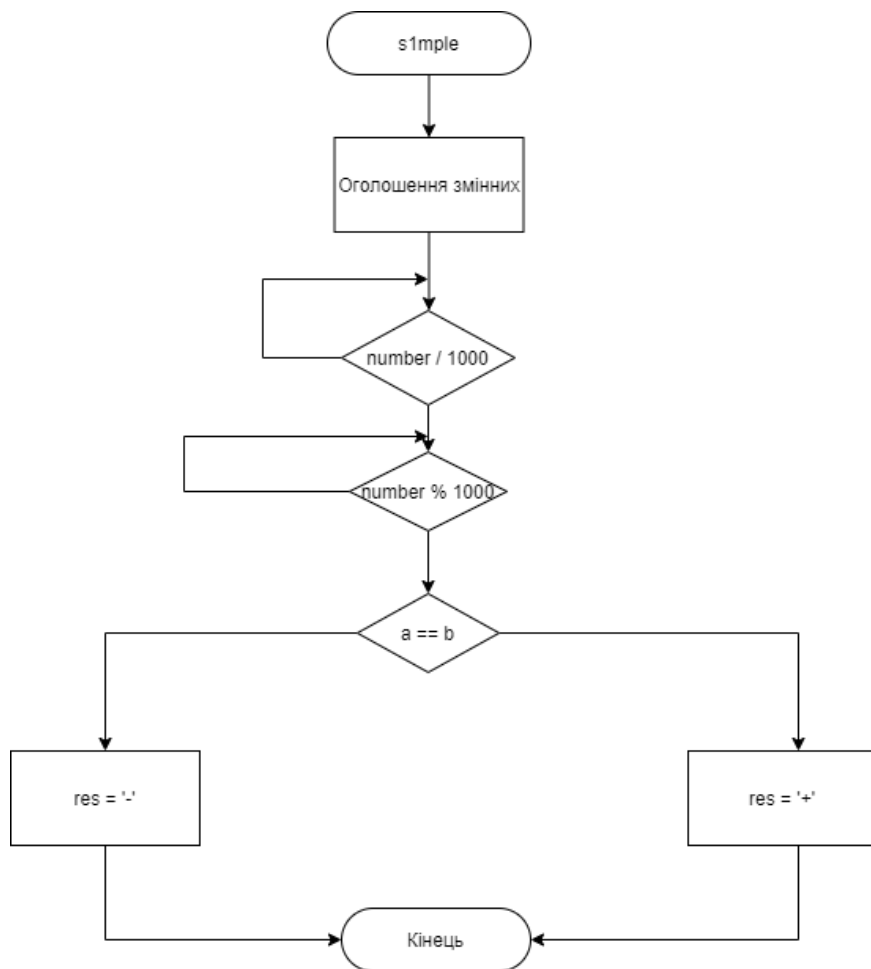 s1mple
Оголошення змінних
number / 1000
number % 1000
a == b
res = '-'
res = '+'
Кінець